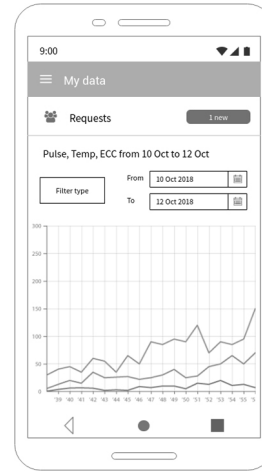 9:00
My data
Requests
1 new
Pulse, Temp, ECC from 10 Oct to 12 Oct
Filter type
From
10 Oct 2018
To
12 Oct 2018
300
250
200
150
100
50
0
'39 '40 '41 '42 '43 '44 '45 '46 '47 '48 '49 '50 '51 '52 '53 '54 '55 '5